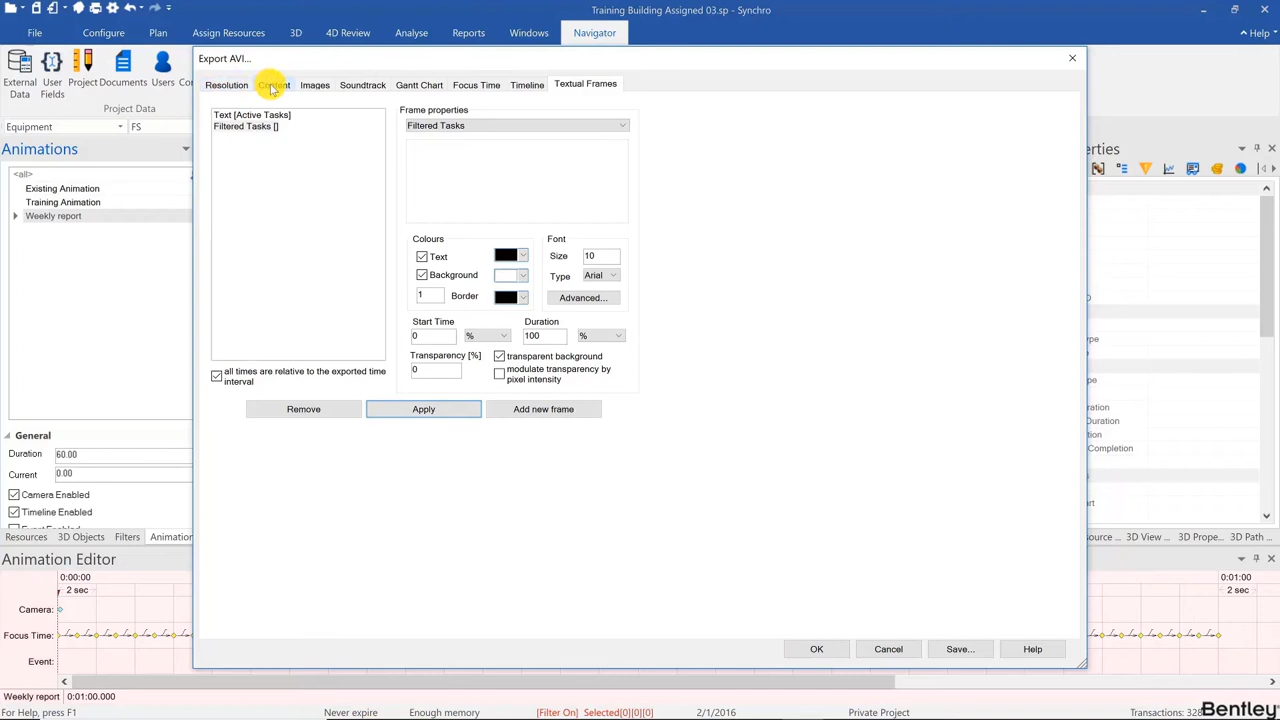 Training Building Assigned 03.sp - Synchro
File Configure Plan Assign Resources 3D 4D Review Analyse Reports Windows Navigator Help
Export AVI...
External Data
User Fields
Project
Documents
Users
Project Data
Resolution Content Images Soundtrack Gantt Chart Focus Time Timeline Textual Frames
Equipment FS
Text [Active Tasks]
Filtered Tasks []
Frame properties
Filtered Tasks
Animations
<all>
Existing Animation
Training Animation
Weekly report
Colours
Text
Background
1 Border
Font
Size 10
Type Arial
Advanced...
Start Time
0 %
Duration
100 %
Transparency [%]
0
transparent background
modulate transparency by
pixel intensity
all times are relative to the exported time
interval
Remove Apply Add new frame
General
Duration 60.00
Current 0.00
Camera Enabled
Timeline Enabled
Resources 3D Objects Filters Animation
3D View ... 3D Prope... 3D Path ...
OK Cancel Save... Help
Animation Editor
0:00:00
2 sec
0:01:00
2 sec
Camera:
Focus Time:
Event:
Weekly report 0:01:00.000
For Help, press F1 Never expire Enough memory [Filter On] Selected[0][0][0] 2/1/2016 Private Project Transactions: 328
Bentley